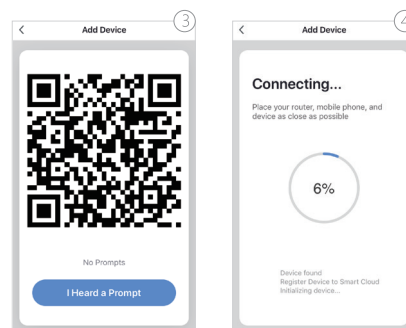 Add Device
3
No Prompts
I Heard a Prompt
Add Device
4
Connecting...
Place your router, mobile phone, and
device as close as possible
6%
Device found
Register Device to Smart Cloud
Initializing device...